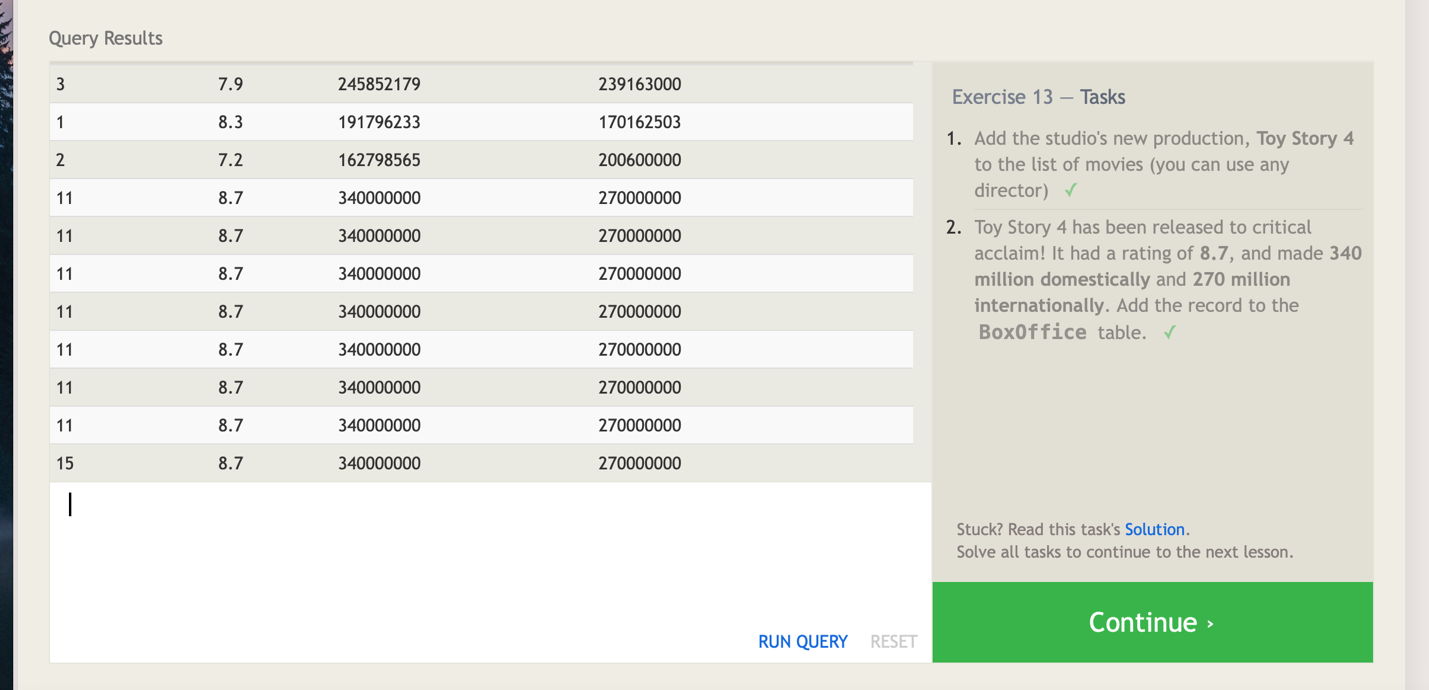 Query Results
3 7.9 245852179 239163000
1 8.3 191796233 170162503
2 7.2 162798565 200600000
11 8.7 340000000 270000000
11 8.7 340000000 270000000
11 8.7 340000000 270000000
11 8.7 340000000 270000000
11 8.7 340000000 270000000
11 8.7 340000000 270000000
11 8.7 340000000 270000000
15 8.7 340000000 270000000
RUN QUERY RESET
Exercise 13 — Tasks
1. Add the studio's new production, Toy Story 4
to the list of movies (you can use any
director) ✓
2. Toy Story 4 has been released to critical
acclaim! It had a rating of 8.7, and made 340
million domestically and 270 million
internationally. Add the record to the
BoxOffice table. ✓
Stuck? Read this task's Solution.
Solve all tasks to continue to the next lesson.
Continue ›